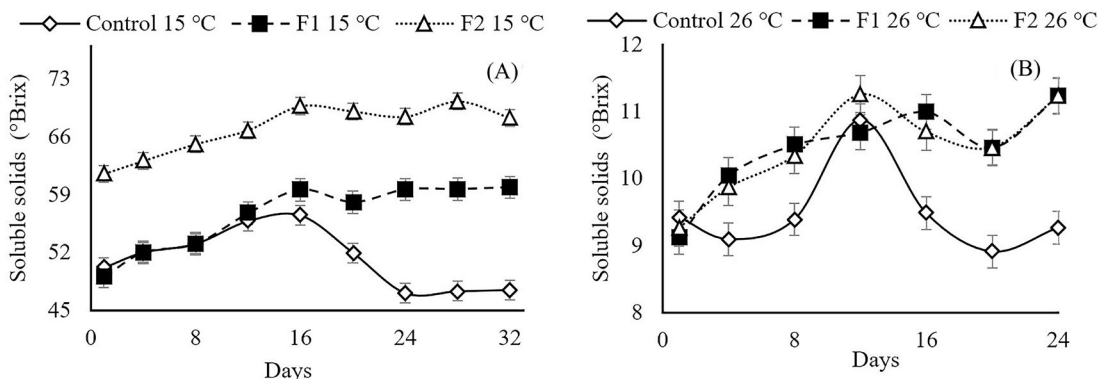 Control 15 °C F1 15 °C F2 15 °C
(A)
Soluble solids (°Brix)
73
66
59
52
45
0 8 16 24 32
Days
Control 26 °C F1 26 °C F2 26 °C
(B)
Soluble solids (°Brix)
12
11
10
9
8
0 8 16 24
Days